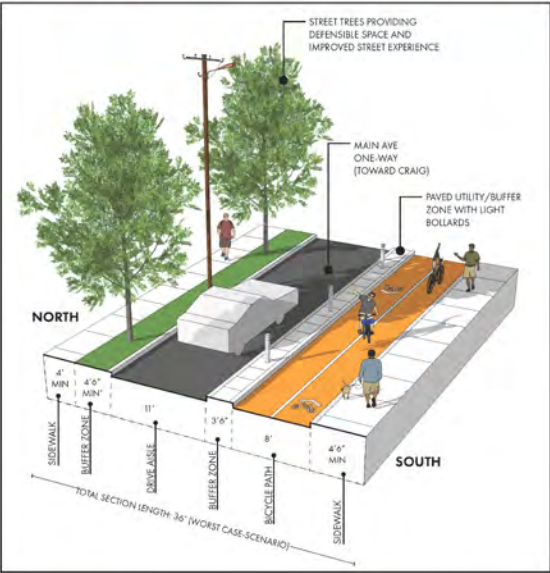 STREET TREES PROVIDING
DEFENSIBLE SPACE AND
IMPROVED STREET EXPERIENCE
MAIN AVE
ONE-WAY
(TOWARD CRAIG)
PAVED UTILITY/BUFFER
ZONE WITH LIGHT
BOLLARDS
NORTH
4'
MIN
4'6"
MIN'
11'
3'6"
8'
4'6"
MIN
SIDEWALK
BUFFER ZONE
DRIVE AISLE
BUFFER ZONE
BICYCLE PATH
SIDEWALK
SOUTH
TOTAL SECTION LENGTH: 36' (WORST CASE-SCENARIO)